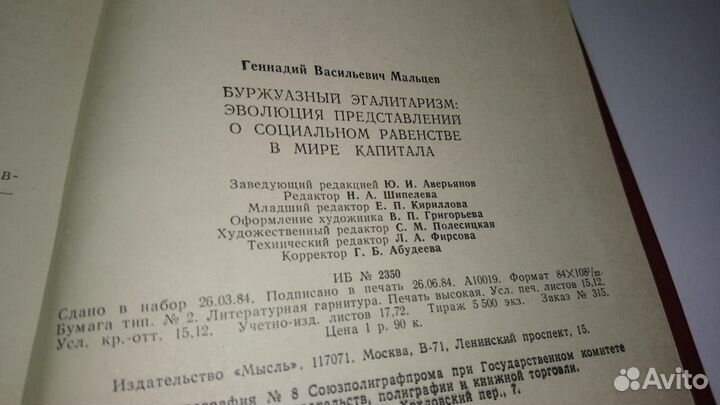 Геннадий Васильевич Мальцев
БУРЖУАЗНЫЙ ЭГАЛИТАРИЗМ:
ЭВОЛЮЦИЯ ПРЕДСТАВЛЕНИЙ
О СОЦИАЛЬНОМ РАВЕНСТВЕ
В МИРЕ КАПИТАЛА
в-
Заведующий редакцией Ю. И. Аверьянов
Редактор Н. А. Шипелева
Младший редактор Е. П. Кириллова
Оформление художника В. П. Григорьева
Художественный редактор С. М. Полесицкая
Технический редактор Л. А. Фирсова
Корректор Г. Б. Абудеева
ИБ № 2350
Сдано в набор 26.03.84. Подписано в печать 26.06.84. А10019. Формат 84×108¹/₃₂.
Бумага тип. № 2. Литературная гарнитура. Печать высокая. Усл. печ. листов 15,12.
Усл. кр.-отт. 15,12. Учетно-изд. листов 17,72. Тираж 5 500 экз. Заказ № 315.
Цена 1 р. 90 к.
Издательство «Мысль». 117071. Москва, В-71, Ленинский проспект, 15.
№ 8 Союзполиграфпрома при Государственном комитете
полиграфии и книжной торговли.
пер., 7.
Avito